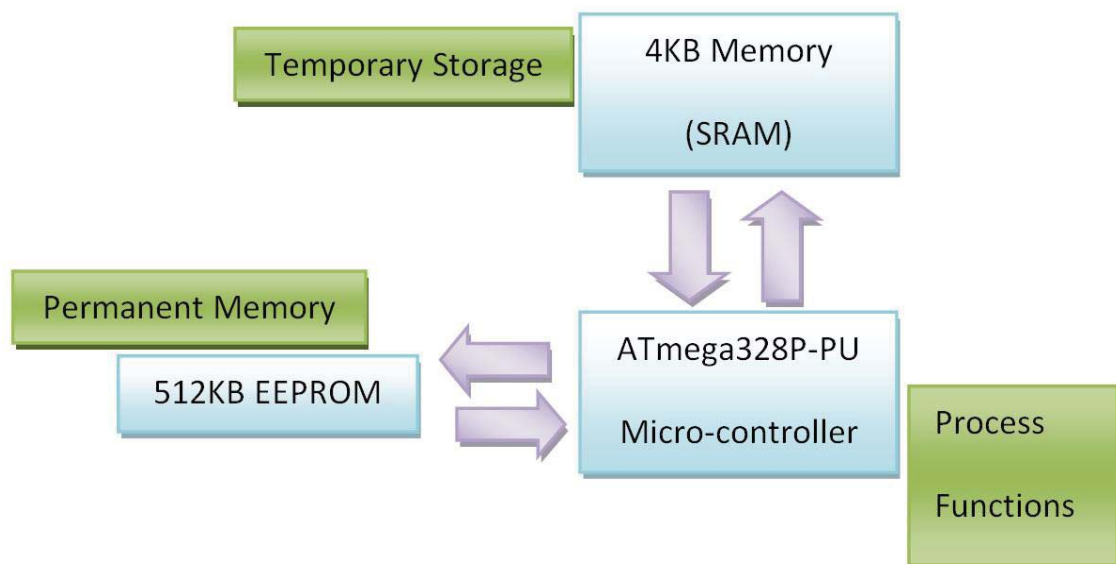 Temporary Storage
4KB Memory
(SRAM)
Permanent Memory
512KB EEPROM
ATmega328P-PU
Micro-controller
Process
Functions